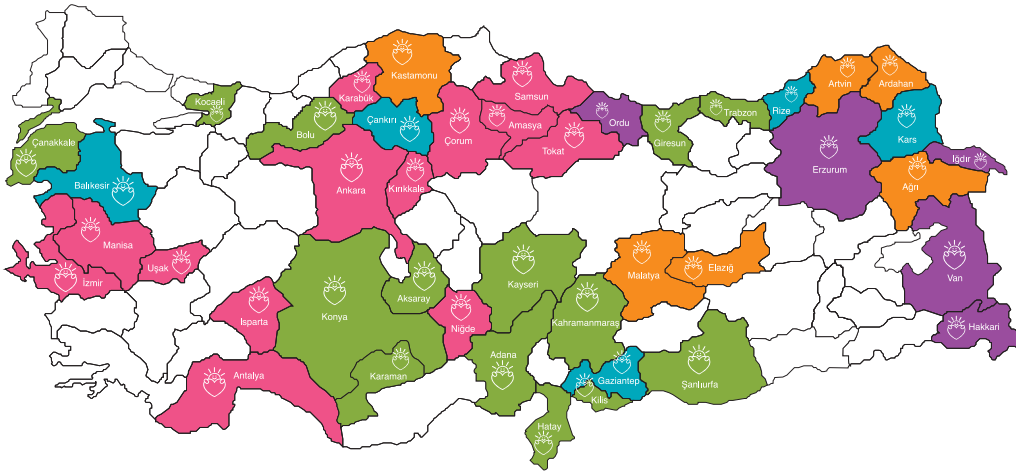 Kastamonu
Artvin
Ardahan
Karabük
Samsun
Kocaeli
Çankırı
Amasya
Ordu
Trabzon
Rize
Bolu
Çorum
Kars
Çanakkale
Tokat
Giresun
Iğdır
Erzurum
Balıkesir
Ankara
Kırıkkale
Ağrı
Manisa
Uşak
İzmir
Malatya
Elazığ
Van
Aksaray
Kayseri
Isparta
Konya
Niğde
Kahramanmaraş
Hakkari
Adana
Antalya
Karaman
Gaziantep
Şanlıurfa
Kilis
Hatay